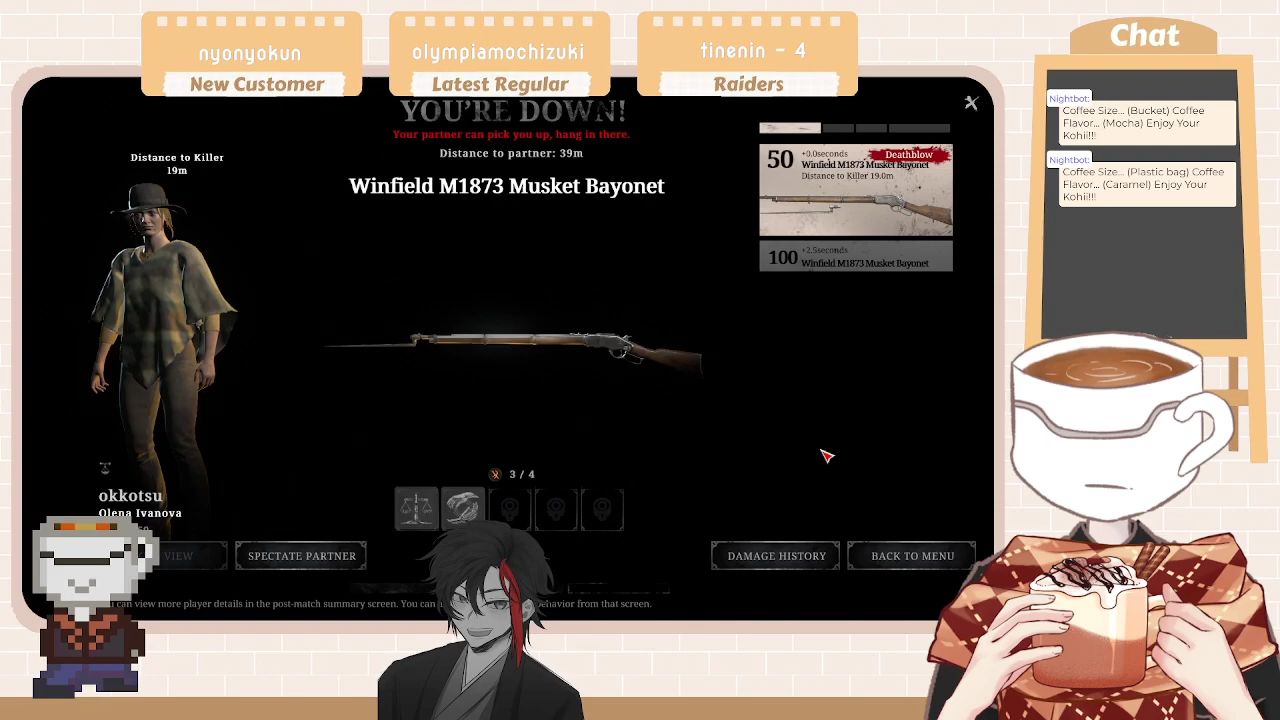 nyonyokun
New Customer
olympiamochizuki
Latest Regular
tinenin - 4
Raiders
Chat
Nightbot:
Coffee Size... (Bucket) Coffee
Flavor... (Mocha) Enjoy Your
Kohii!!!
Nightbot:
Coffee Size... (Plastic bag) Coffee
Flavor... (Caramel) Enjoy Your
Kohii!!!
YOU'RE DOWN!
Your partner can pick you up, hang in there.
Distance to partner: 39m
Winfield M1873 Musket Bayonet
Distance to Killer
19m
50
+0.0seconds
Deathblow
Winfield M1873 Musket Bayonet
Distance to Killer 19.0m
100
+2.5seconds
Winfield M1873 Musket Bayonet
3 / 4
okkotsu
Olena Ivanova
VIEW
SPECTATE PARTNER
DAMAGE HISTORY
BACK TO MENU
can view more player details in the post-match summary screen. You can
behavior from that screen.